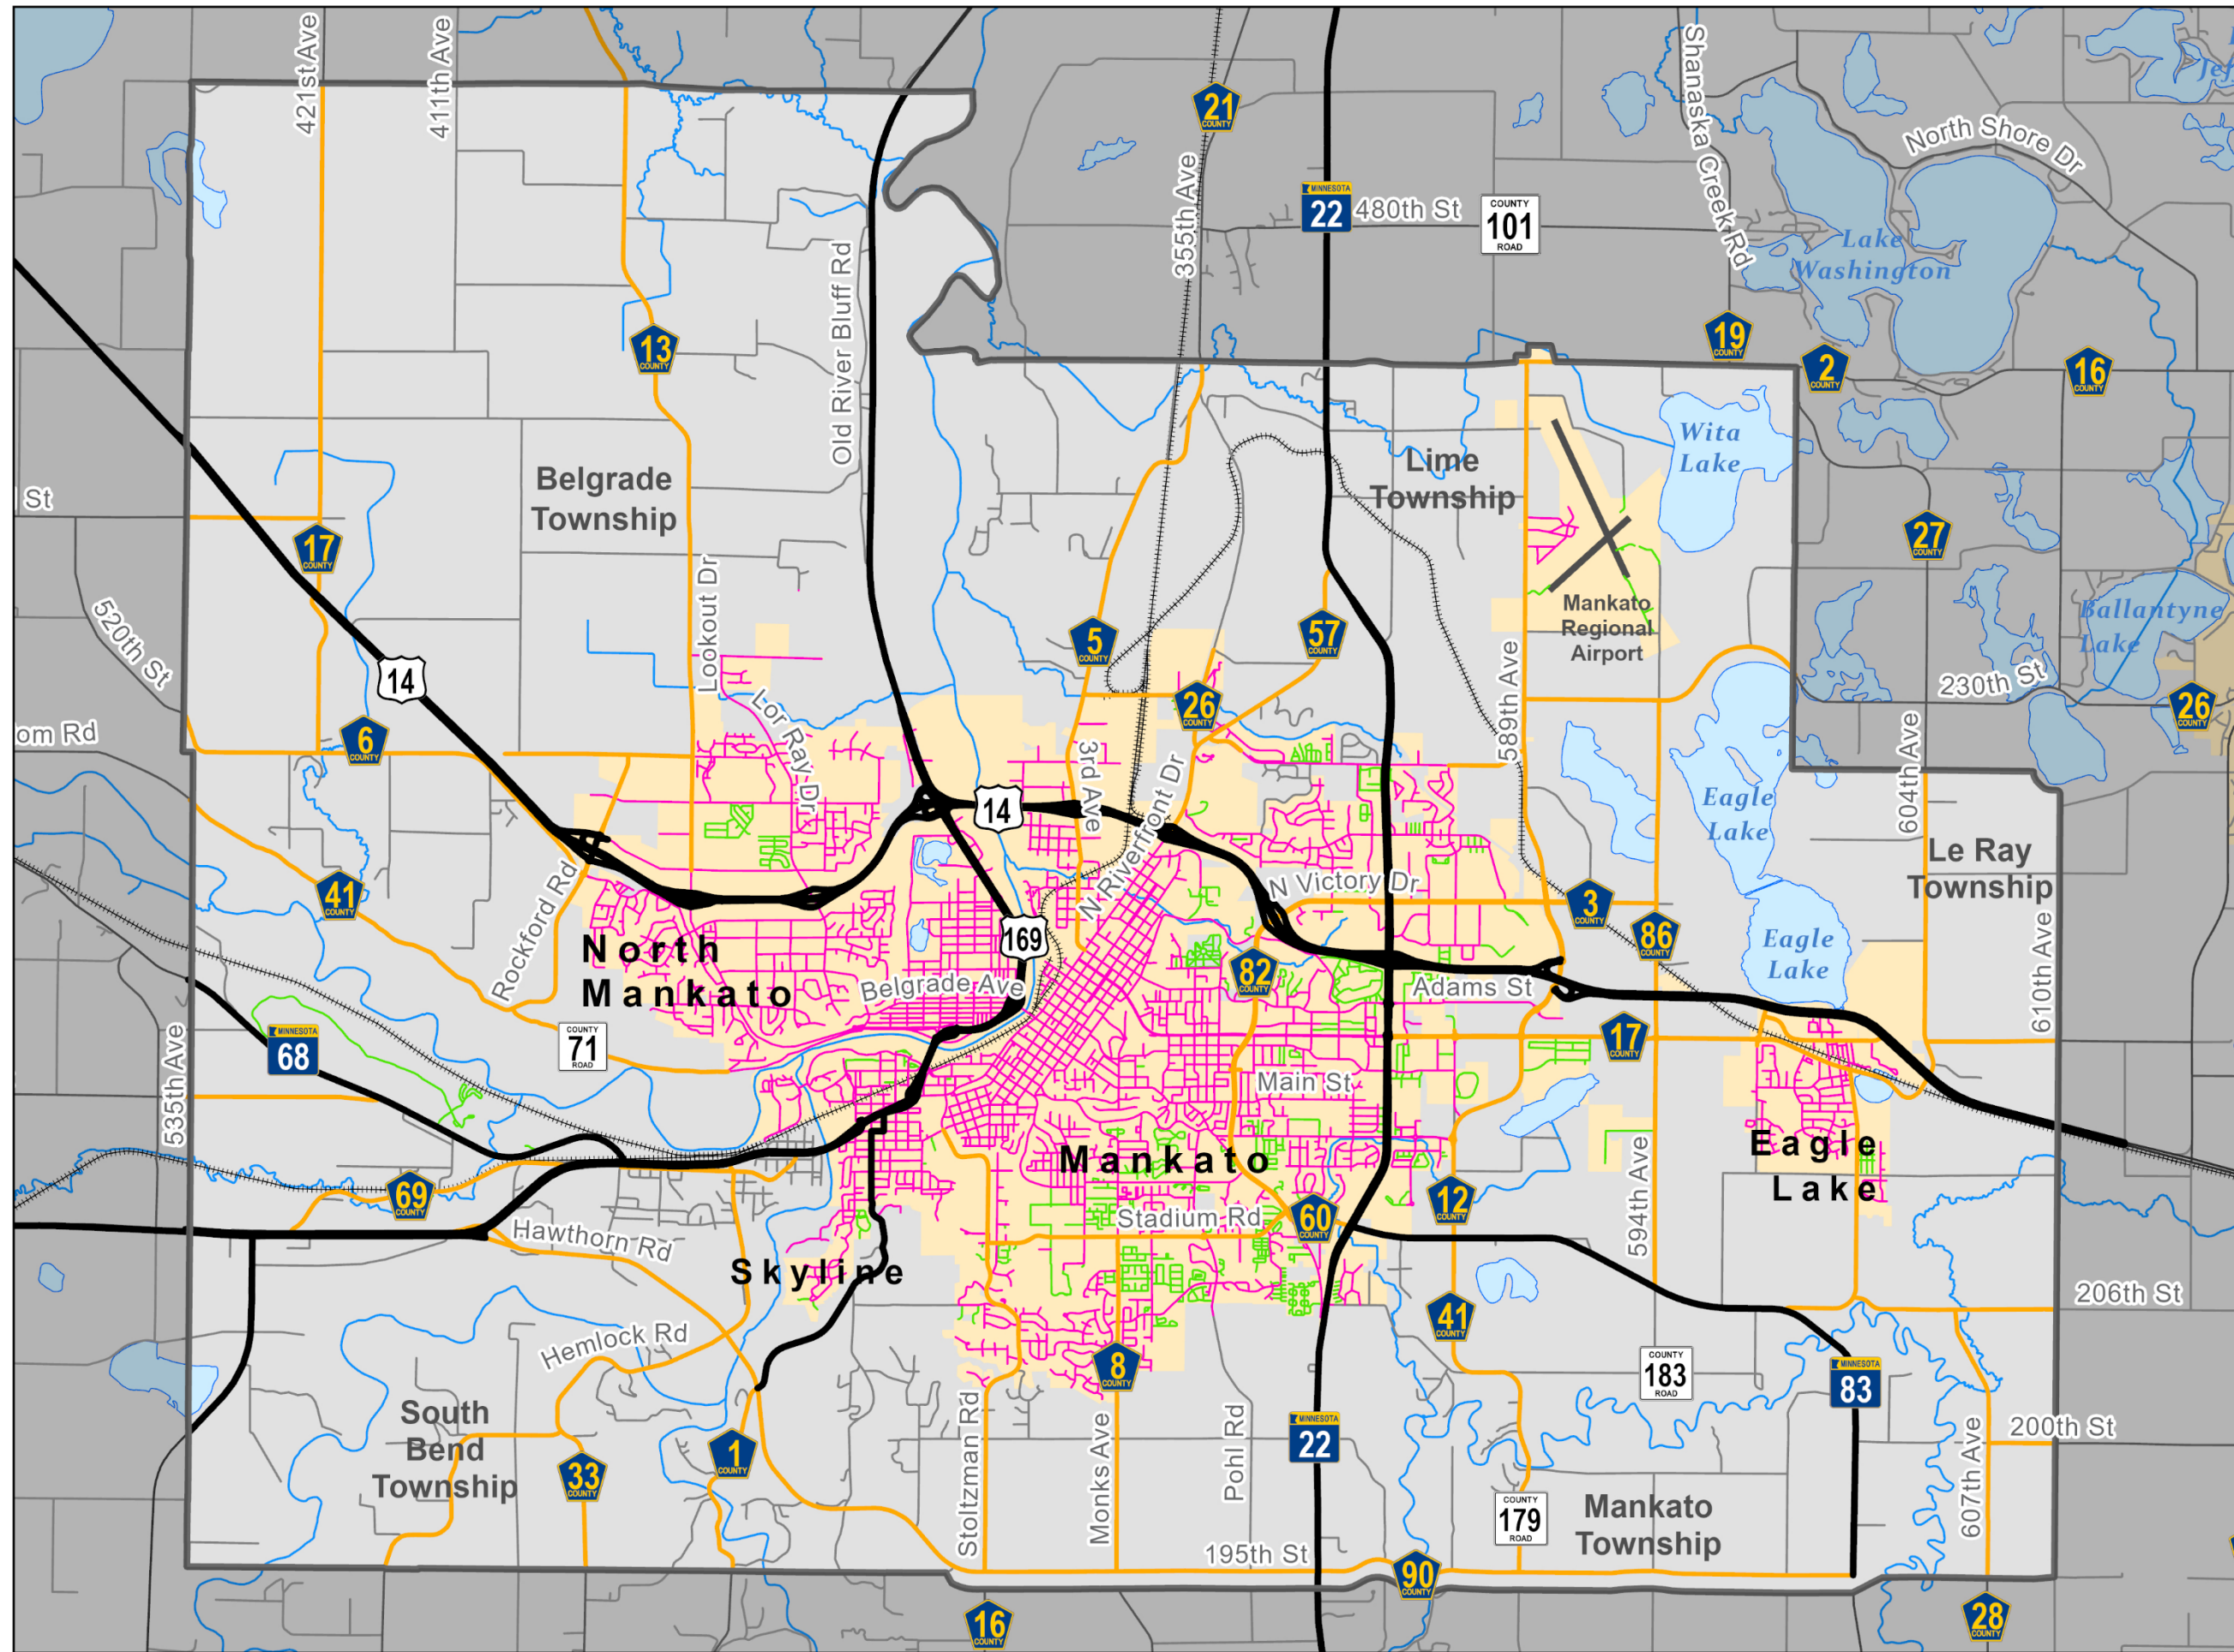 421st Ave
411th Ave
21
COUNTY
Shanaska Creek Rd
North Shore Dr
355th Ave
MINNESOTA
22
480th St
COUNTY
101
ROAD
Lake
Washington
Old River Bluff Rd
13
COUNTY
19
COUNTY
2
COUNTY
16
COUNTY
Wita
Lake
Lime
Township
Belgrade
Township
St
17
COUNTY
27
COUNTY
520th St
Lookout Dr
5
COUNTY
57
COUNTY
Mankato
Regional
Airport
Ballantyne
Lake
14
589th Ave
230th St
26
COUNTY
26
COUNTY
om Rd
6
COUNTY
Lor Ray Dr
3rd Ave
N Riverfront Dr
604th Ave
14
Eagle
Lake
Le Ray
Township
41
COUNTY
Rockford Rd
N Victory Dr
3
COUNTY
86
COUNTY
610th Ave
North
Mankato
169
Belgrade Ave
82
COUNTY
Adams St
Eagle
Lake
535th Ave
MINNESOTA
68
COUNTY
71
ROAD
17
COUNTY
Main St
Mankato
Eagle
Lake
69
COUNTY
12
COUNTY
594th Ave
Stadium Rd
60
COUNTY
Hawthorn Rd
Skyline
206th St
Hemlock Rd
41
COUNTY
8
COUNTY
COUNTY
183
ROAD
MINNESOTA
83
South
Bend
Township
33
COUNTY
1
COUNTY
Stoltzman Rd
Monks Ave
Pohl Rd
MINNESOTA
22
607th Ave
200th St
COUNTY
179
ROAD
Mankato
Township
195th St
90
COUNTY
16
COUNTY
28
COUNTY